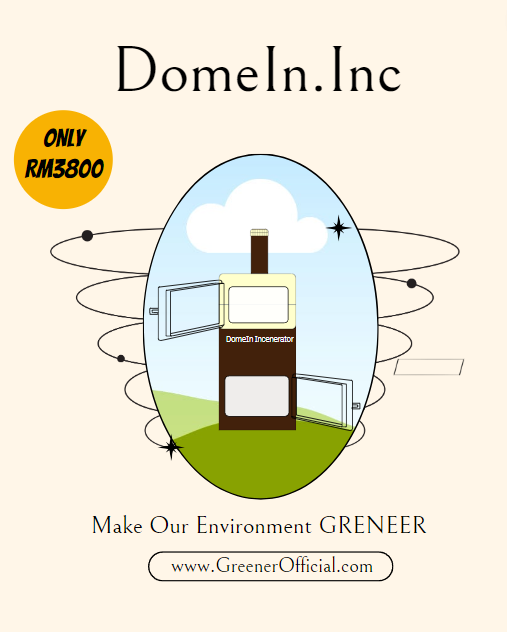 DomeIn.Inc
ONLY
RM3800
DomeIn Incenerator
Make Our Environment GRENEER
www.GreenerOfficial.com